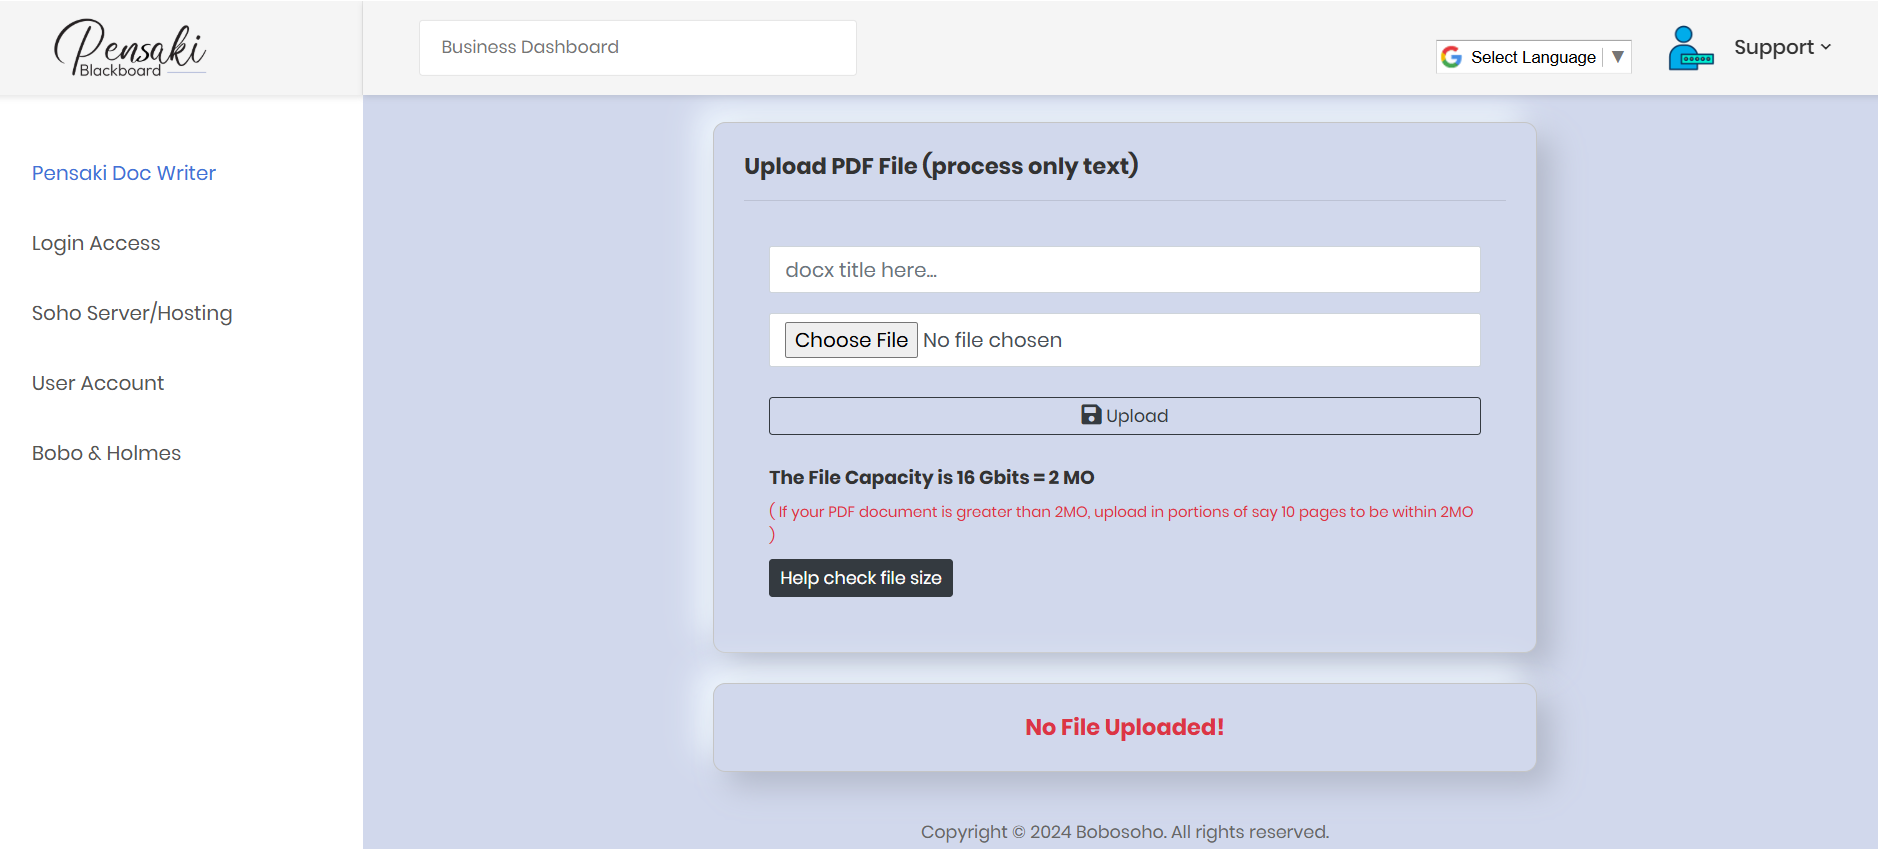 Pensaki
Blackboard
Business Dashboard
Select Language ▼
Support
Pensaki Doc Writer
Login Access
Soho Server/Hosting
User Account
Bobo & Holmes
Upload PDF File (process only text)
docx title here...
Choose File No file chosen
Upload
The File Capacity is 16 Gbits = 2 MO
( If your PDF document is greater than 2MO, upload in portions of say 10 pages to be within 2MO
)
Help check file size
No File Uploaded!
Copyright © 2024 Bobosoho. All rights reserved.